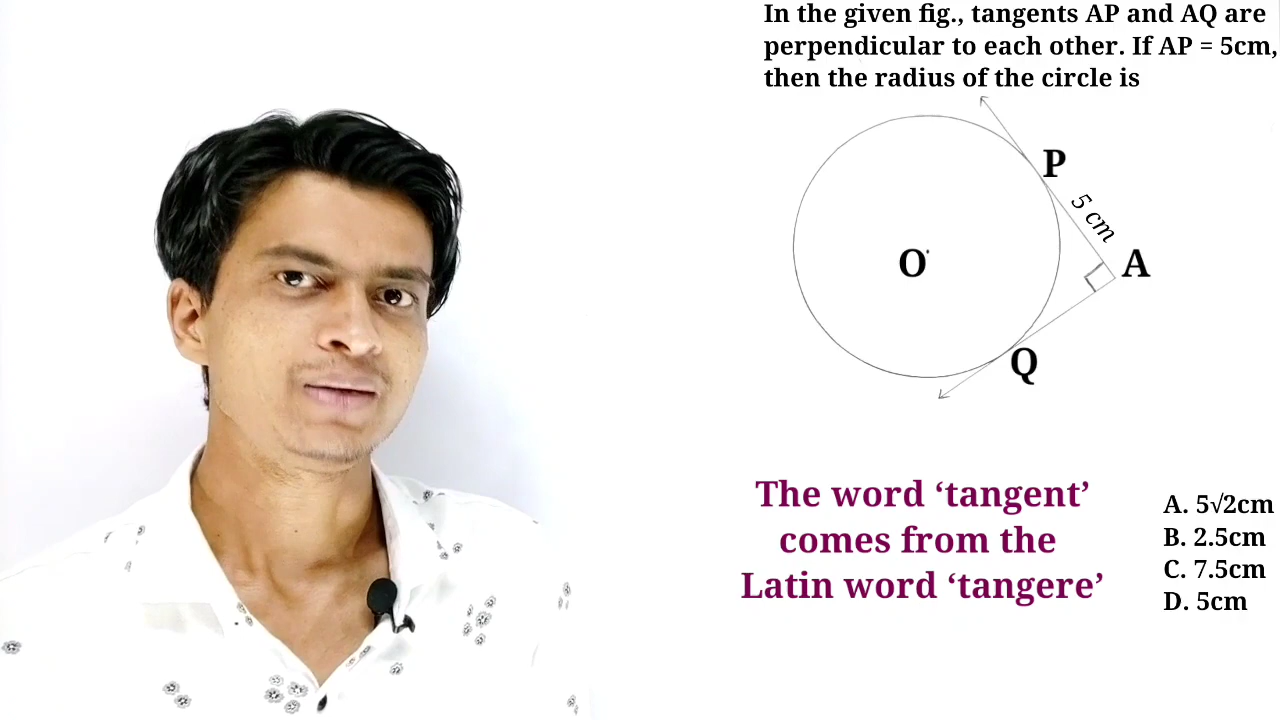 In the given fig., tangents AP and AQ are
perpendicular to each other. If AP = 5cm,
then the radius of the circle is
P
5 cm
A
O
Q
The word ‘tangent’
comes from the
Latin word ‘tangere’
A. 5√2cm
B. 2.5cm
C. 7.5cm
D. 5cm